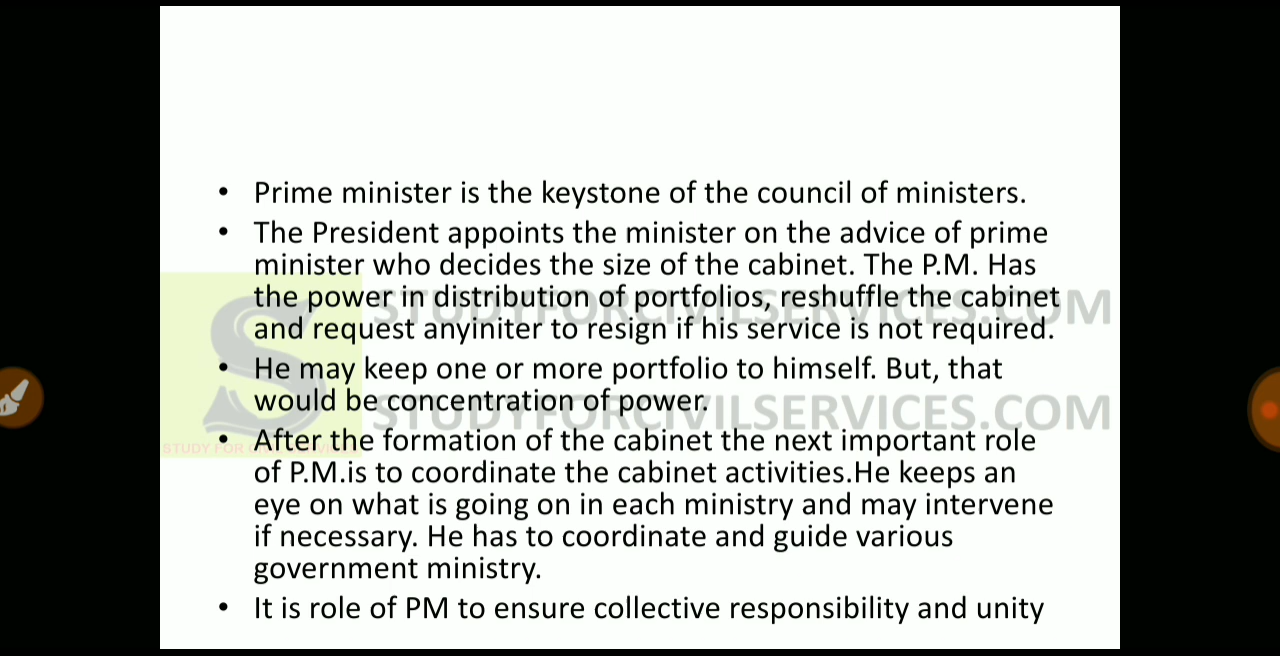 • Prime minister is the keystone of the council of ministers.
• The President appoints the minister on the advice of prime
minister who decides the size of the cabinet. The P.M. Has
the power in distribution of portfolios, reshuffle the cabinet
and request anyiniter to resign if his service is not required.
• He may keep one or more portfolio to himself. But, that
would be concentration of power.
• After the formation of the cabinet the next important role
of P.M.is to coordinate the cabinet activities.He keeps an
eye on what is going on in each ministry and may intervene
if necessary. He has to coordinate and guide various
government ministry.
• It is role of PM to ensure collective responsibility and unity
STUDYFORCIVILSERVICES.COM
STUDYFORCIVILSERVICES.COM
STUDY FOR CIVIL SERVICES